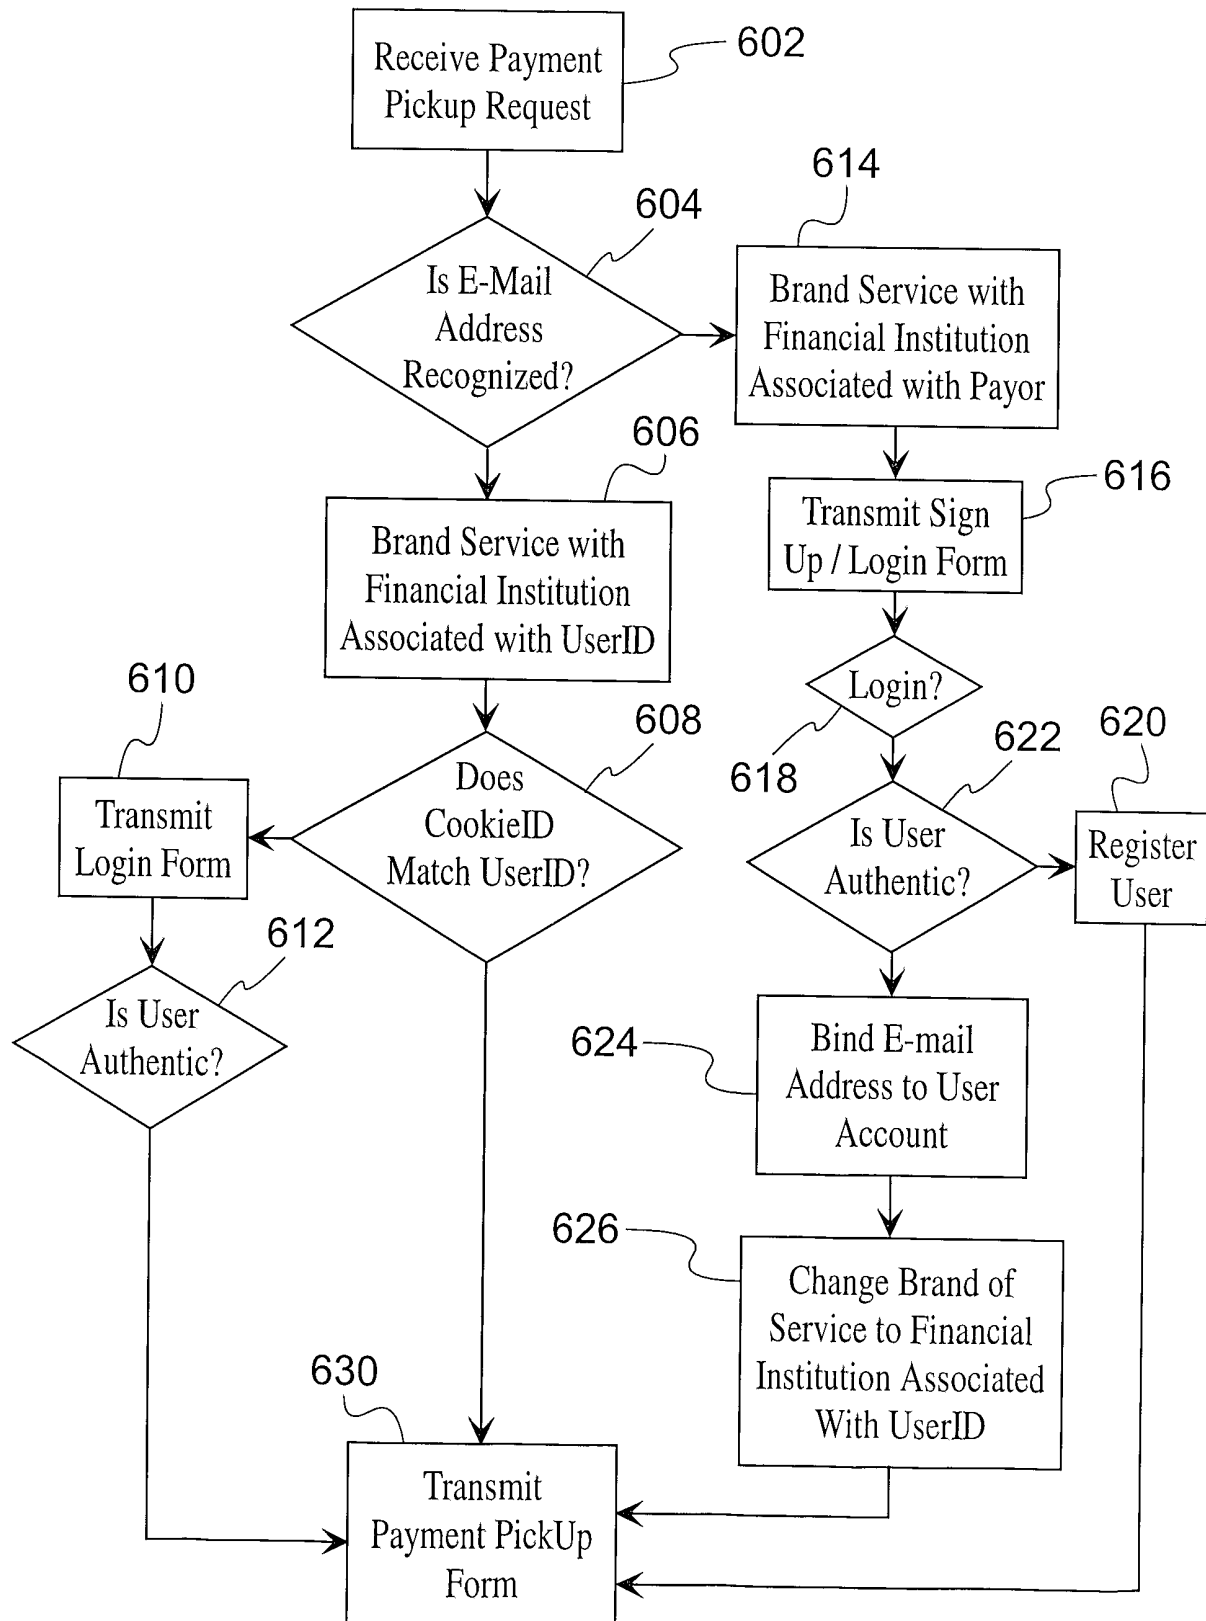 Receive Payment
Pickup Request
602
604
Is E-Mail
Address
Recognized?
614
Brand Service with
Financial Institution
Associated with Payor
606
Brand Service with
Financial Institution
Associated with UserID
616
Transmit Sign
Up / Login Form
Login?
618
608
Does
CookieID
Match UserID?
610
Transmit
Login Form
612
Is User
Authentic?
622
Is User
Authentic?
620
Register
User
624
Bind E-mail
Address to User
Account
626
Change Brand of
Service to Financial
Institution Associated
With UserID
630
Transmit
Payment PickUp
Form